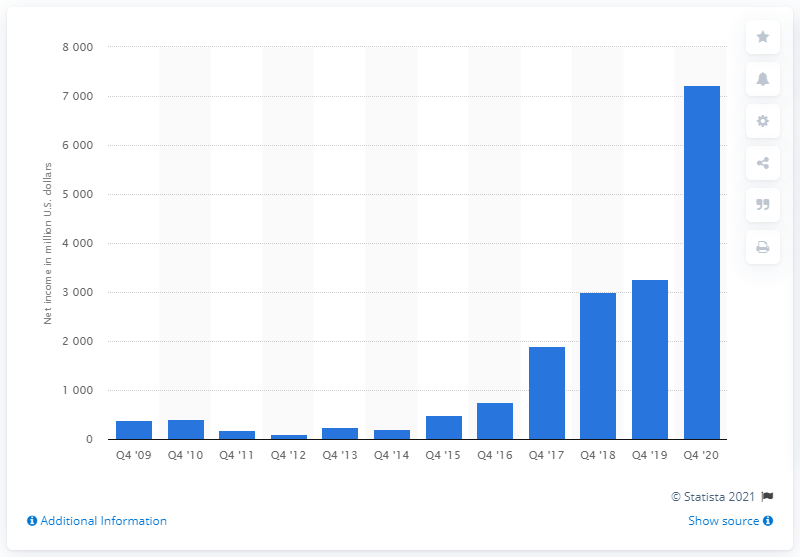 8 000
7 000
6 000
5 000
4 000
3 000
2 000
1 000
0
Net income in million U.S. dollars
Q4 '09 Q4 '10 Q4 '11 Q4 '12 Q4 '13 Q4 '14 Q4 '15 Q4 '16 Q4 '17 Q4 '18 Q4 '19 Q4 '20
© Statista 2021
Additional Information Show source